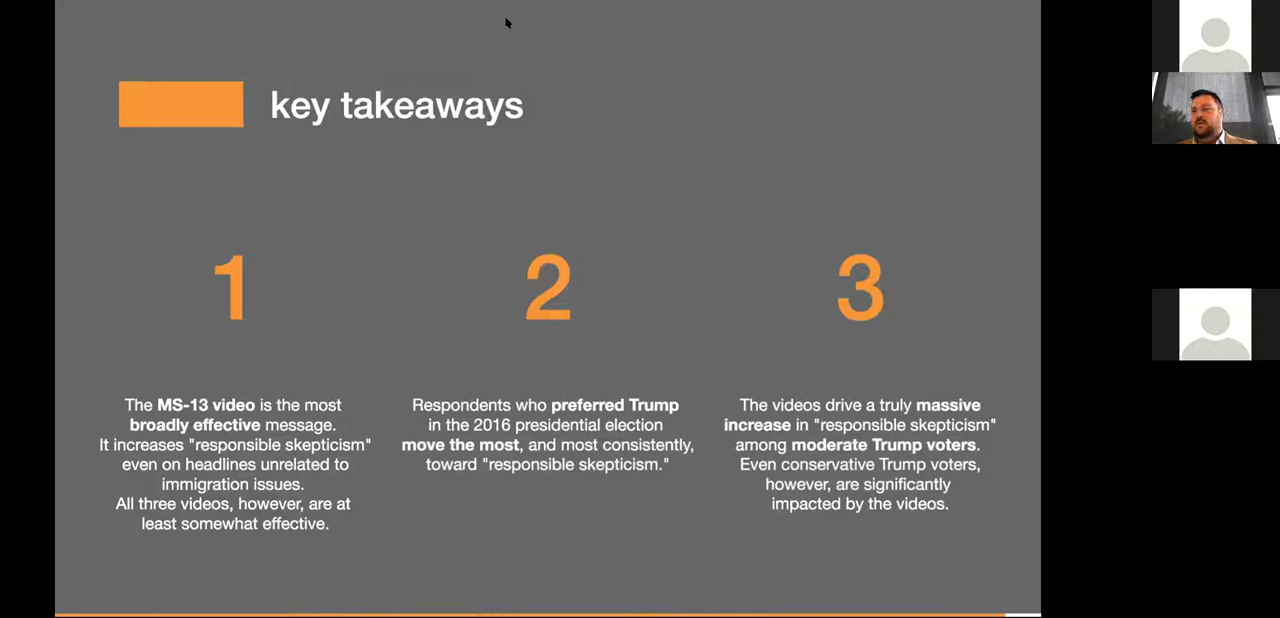 key takeaways
1
2
3
The MS-13 video is the most
broadly effective message.
It increases "responsible skepticism"
even on headlines unrelated to
immigration issues.
All three videos, however, are at
least somewhat effective.
Respondents who preferred Trump
in the 2016 presidential election
move the most, and most consistently,
toward "responsible skepticism."
The videos drive a truly massive
increase in "responsible skepticism"
among moderate Trump voters.
Even conservative Trump voters,
however, are significantly
impacted by the videos.